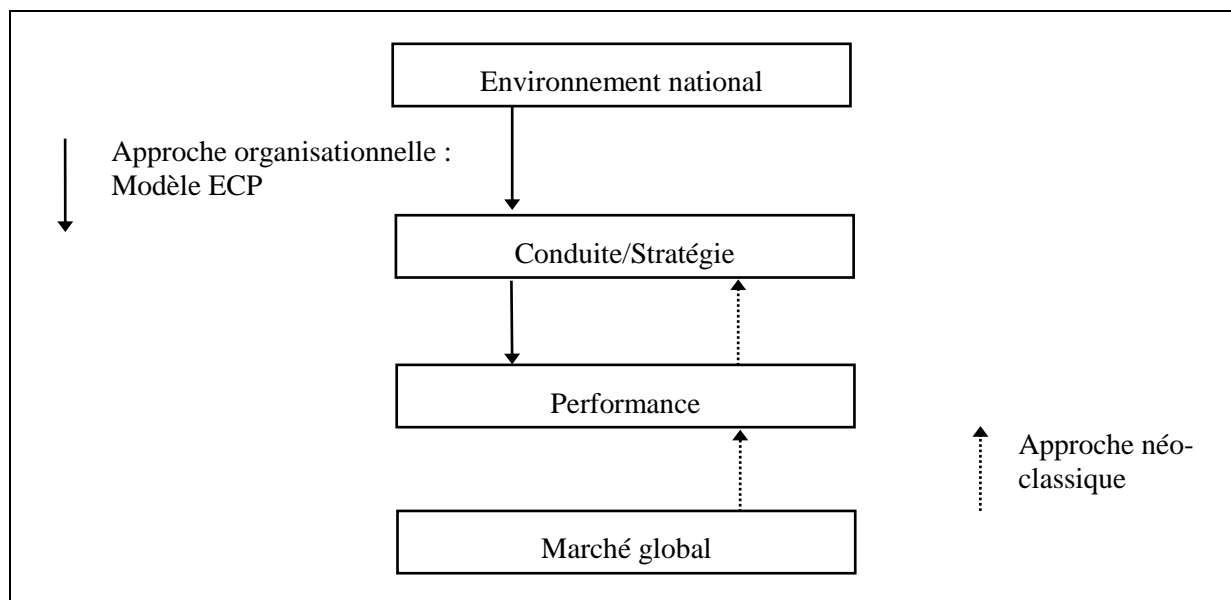 Environnement national
Approche organisationnelle :
Modèle ECP
Conduite/Stratégie
Performance
Approche néo-
classique
Marché global